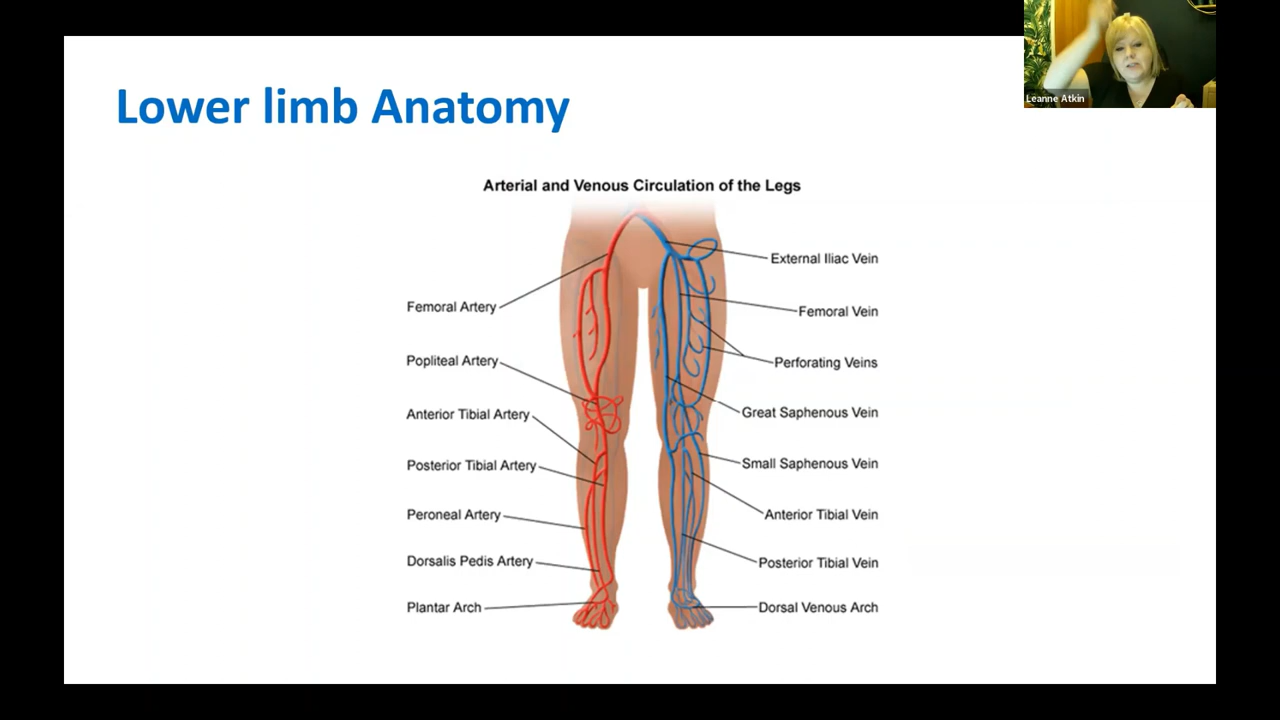 Leanne Atkin
Lower limb Anatomy
Arterial and Venous Circulation of the Legs
Femoral Artery
Popliteal Artery
Anterior Tibial Artery
Posterior Tibial Artery
Peroneal Artery
Dorsalis Pedis Artery
Plantar Arch
External Iliac Vein
Femoral Vein
Perforating Veins
Great Saphenous Vein
Small Saphenous Vein
Anterior Tibial Vein
Posterior Tibial Vein
Dorsal Venous Arch